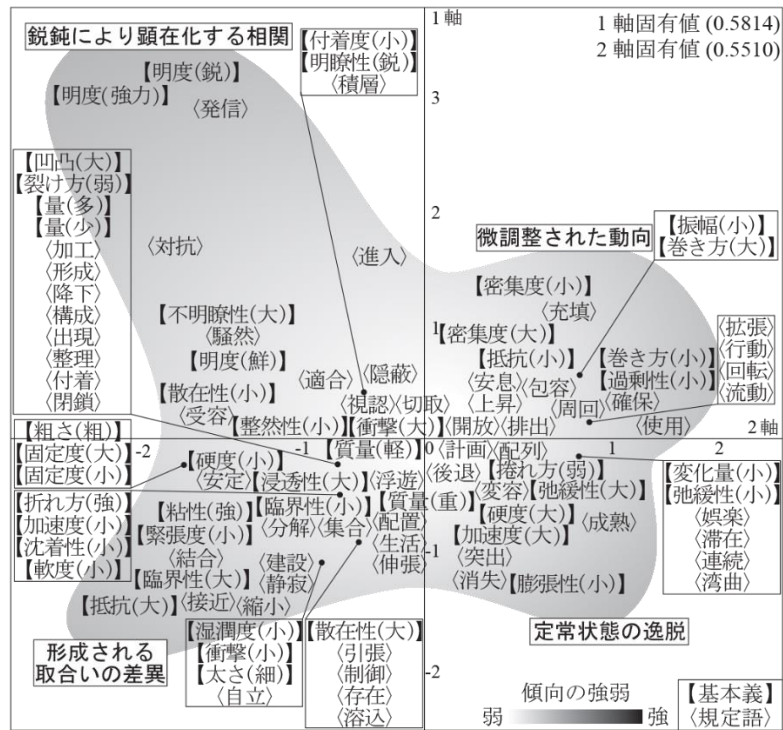 1軸
1軸固有値(0.5814)
2軸固有値(0.5510)
鋭鈍により顕在化する相関
【付着度(小)】
【明瞭性(鋭)】
〈積層〉
【明度(鋭)】
【明度(強力)】
〈発信〉
3
【凹凸(大)】
【裂け方(弱)】
【量(多)】
【量(少)】
〈加工〉
〈形成〉
〈降下〉
〈構成〉
〈出現〉
〈整理〉
〈付着〉
〈閉鎖〉
2
〈対抗〉
〈進入〉
微調整された動向
【振幅(小)】
【巻き方(大)】
【密集度(小)】
〈充填〉
【不明瞭性(大)】
〈騒然〉
1
【密集度(大)】
〈拡張〉
〈行動〉
〈回転〉
〈流動〉
【明度(鮮)】
【抵抗(小)】
【巻き方(小)】
〈適合〉
〈隠蔽〉
〈安息〉
〈包容〉
【過剰性(小)】
【散在性(小)】
〈視認〉
〈切取〉
〈上昇〉
〈周回〉
〈確保〉
〈受容〉
【整然性(小)】
【衝撃(大)】
〈開放〉
〈排出〉
〈使用〉
2軸
【粗さ(粗)】
【固定度(大)】
【固定度(小)】
-2
-1
【質量(軽)】
0
〈計画〉
〈配列〉
1
2
【硬度(小)】
〈安定〉
【浸透性(大)】
〈浮遊〉
〈後退〉
【捲れ方(弱)】
【変化量(小)】
【弛緩性(小)】
〈娯楽〉
〈滞在〉
〈連続〉
〈湾曲〉
【折れ方(強)】
【加速度(小)】
【沈着性(小)】
【軟度(小)】
【粘性(強)】
【臨界性(小)】
【質量(重)】
〈変容〉
【弛緩性(大)】
【緊張度(小)】
〈分解〉
〈集合〉
〈配置〉
【硬度(大)】
〈成熟〉
〈結合〉
〈生活〉
【加速度(大)】
-1
【臨界性(大)】
〈建設〉
〈伸張〉
〈突出〉
〈静寂〉
〈消失〉
【膨張性(小)】
【抵抗(大)】
〈接近〉
〈縮小〉
形成される
取合いの差異
【湿潤度(小)】
【衝撃(小)】
【太さ(細)】
〈自立〉
【散在性(大)】
〈引張〉
〈制御〉
〈存在〉
〈溶込〉
定常状態の逸脱
-2
傾向の強弱
弱
強
【基本義】
〈規定語〉